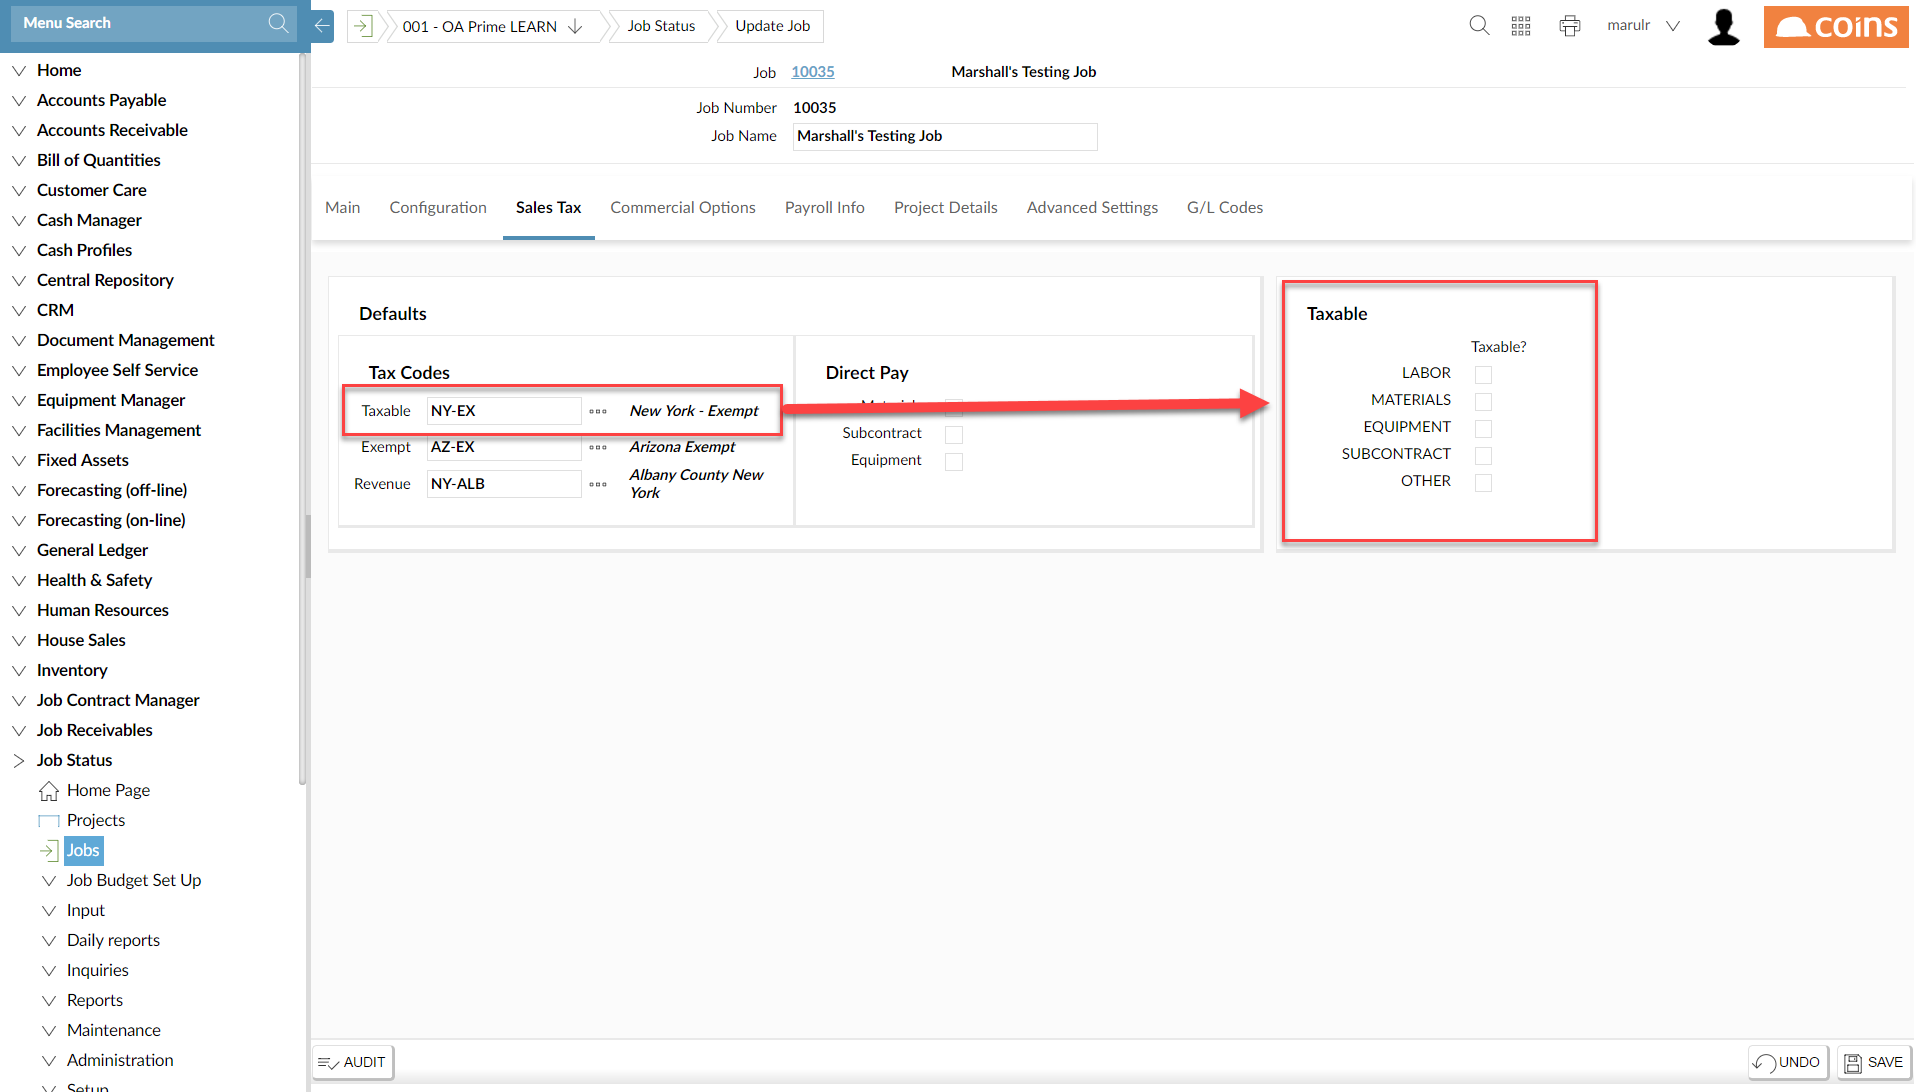 Menu Search
001 - OA Prime LEARN
Job Status
Update Job
marulr
coins
Home
Accounts Payable
Accounts Receivable
Bill of Quantities
Customer Care
Cash Manager
Cash Profiles
Central Repository
CRM
Document Management
Employee Self Service
Equipment Manager
Facilities Management
Fixed Assets
Forecasting (off-line)
Forecasting (on-line)
General Ledger
Health & Safety
Human Resources
House Sales
Inventory
Job Contract Manager
Job Receivables
Job Status
Home Page
Projects
Jobs
Job Budget Set Up
Input
Daily reports
Inquiries
Reports
Maintenance
Administration
Setup
Job 10035 Marshall's Testing Job
Job Number 10035
Job Name Marshall's Testing Job
Main Configuration Sales Tax Commercial Options Payroll Info Project Details Advanced Settings G/L Codes
Defaults
Tax Codes
Taxable NY-EX New York - Exempt
Exempt AZ-EX Arizona Exempt
Revenue NY-ALB Albany County New
York
Direct Pay
Subcontract
Equipment
Taxable
Taxable?
LABOR
MATERIALS
EQUIPMENT
SUBCONTRACT
OTHER
AUDIT
UNDO
SAVE